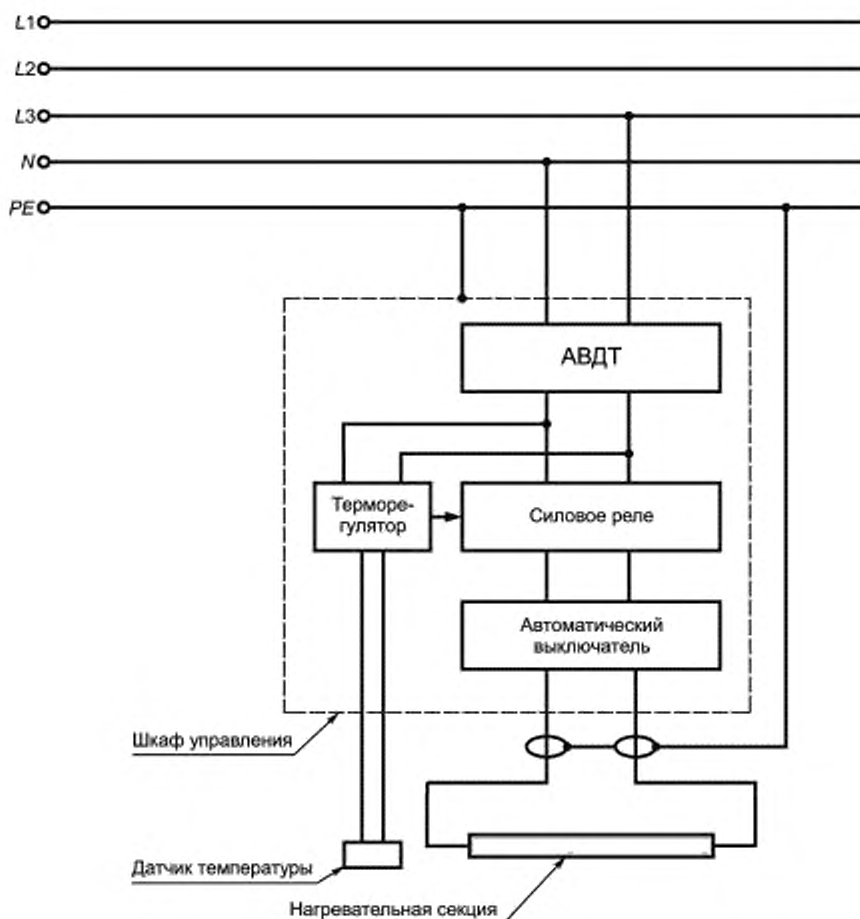 L1
L2
L3
N
PE
АВДТ
Терморе-
гулятор
Силовое реле
Автоматический
выключатель
Шкаф управления
Датчик температуры
Нагревательная секция